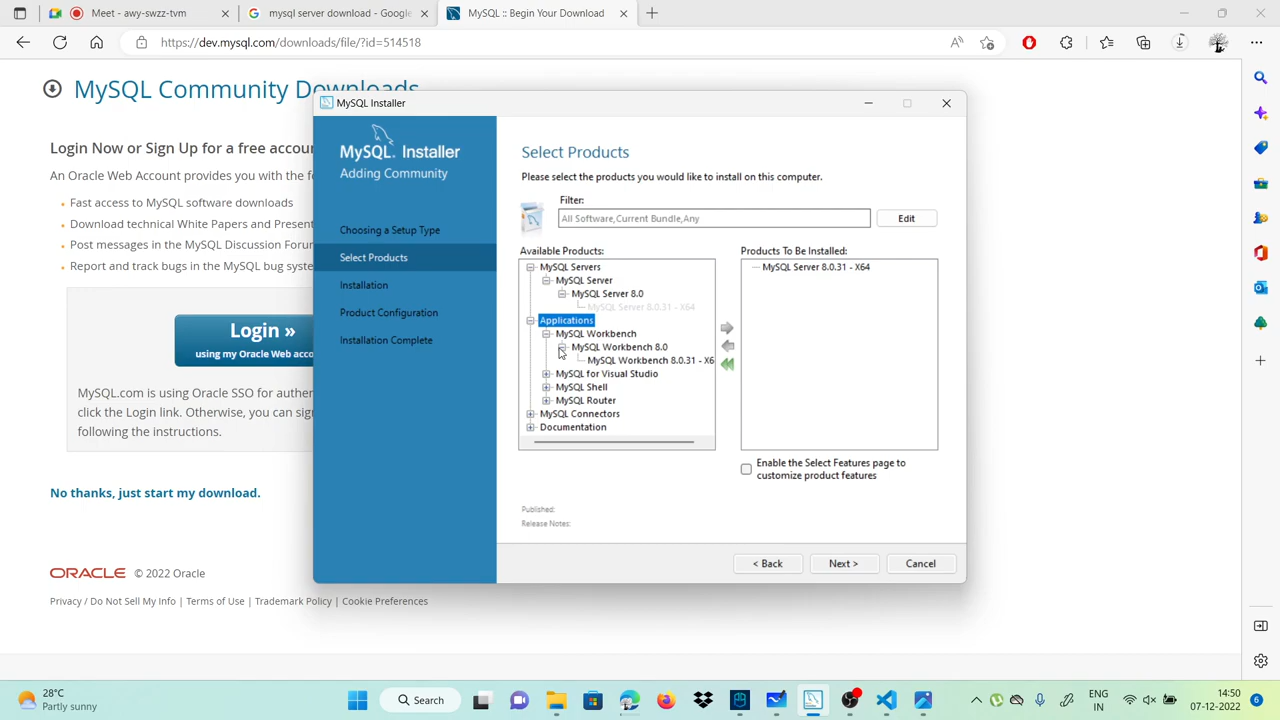 Meet - awy-swzz-tvm
mysql server download - Google
MySQL :: Begin Your Download
https://dev.mysql.com/downloads/file/?id=514518
MySQL Community Downloads
Login Now or Sign Up for a free accou
An Oracle Web Account provides you with the f
Fast access to MySQL software downloads
Download technical White Papers and Present
Post messages in the MySQL Discussion Forur
Report and track bugs in the MySQL bug syste
Login »
using my Oracle Web acco
MySQL.com is using Oracle SSO for auther
click the Login link. Otherwise, you can sign
following the instructions.
No thanks, just start my download.
ORACLE © 2022 Oracle
Privacy / Do Not Sell My Info | Terms of Use | Trademark Policy | Cookie Preferences
MySQL Installer
MySQL. Installer
Adding Community
Choosing a Setup Type
Select Products
Installation
Product Configuration
Installation Complete
Select Products
Please select the products you would like to install on this computer.
Filter:
All Software,Current Bundle,Any
Edit
Available Products:
MySQL Servers
MySQL Server
MySQL Server 8.0
MySQL Server 8.0.31 - X64
Applications
MySQL Workbench
MySQL Workbench 8.0
MySQL Workbench 8.0.31 - X6
MySQL for Visual Studio
MySQL Shell
MySQL Router
MySQL Connectors
Documentation
Products To Be Installed:
MySQL Server 8.0.31 - X64
Enable the Select Features page to
customize product features
Published:
Release Notes:
< Back
Next >
Cancel
28°C
Partly sunny
Search
ENG
IN
14:50
07-12-2022
6